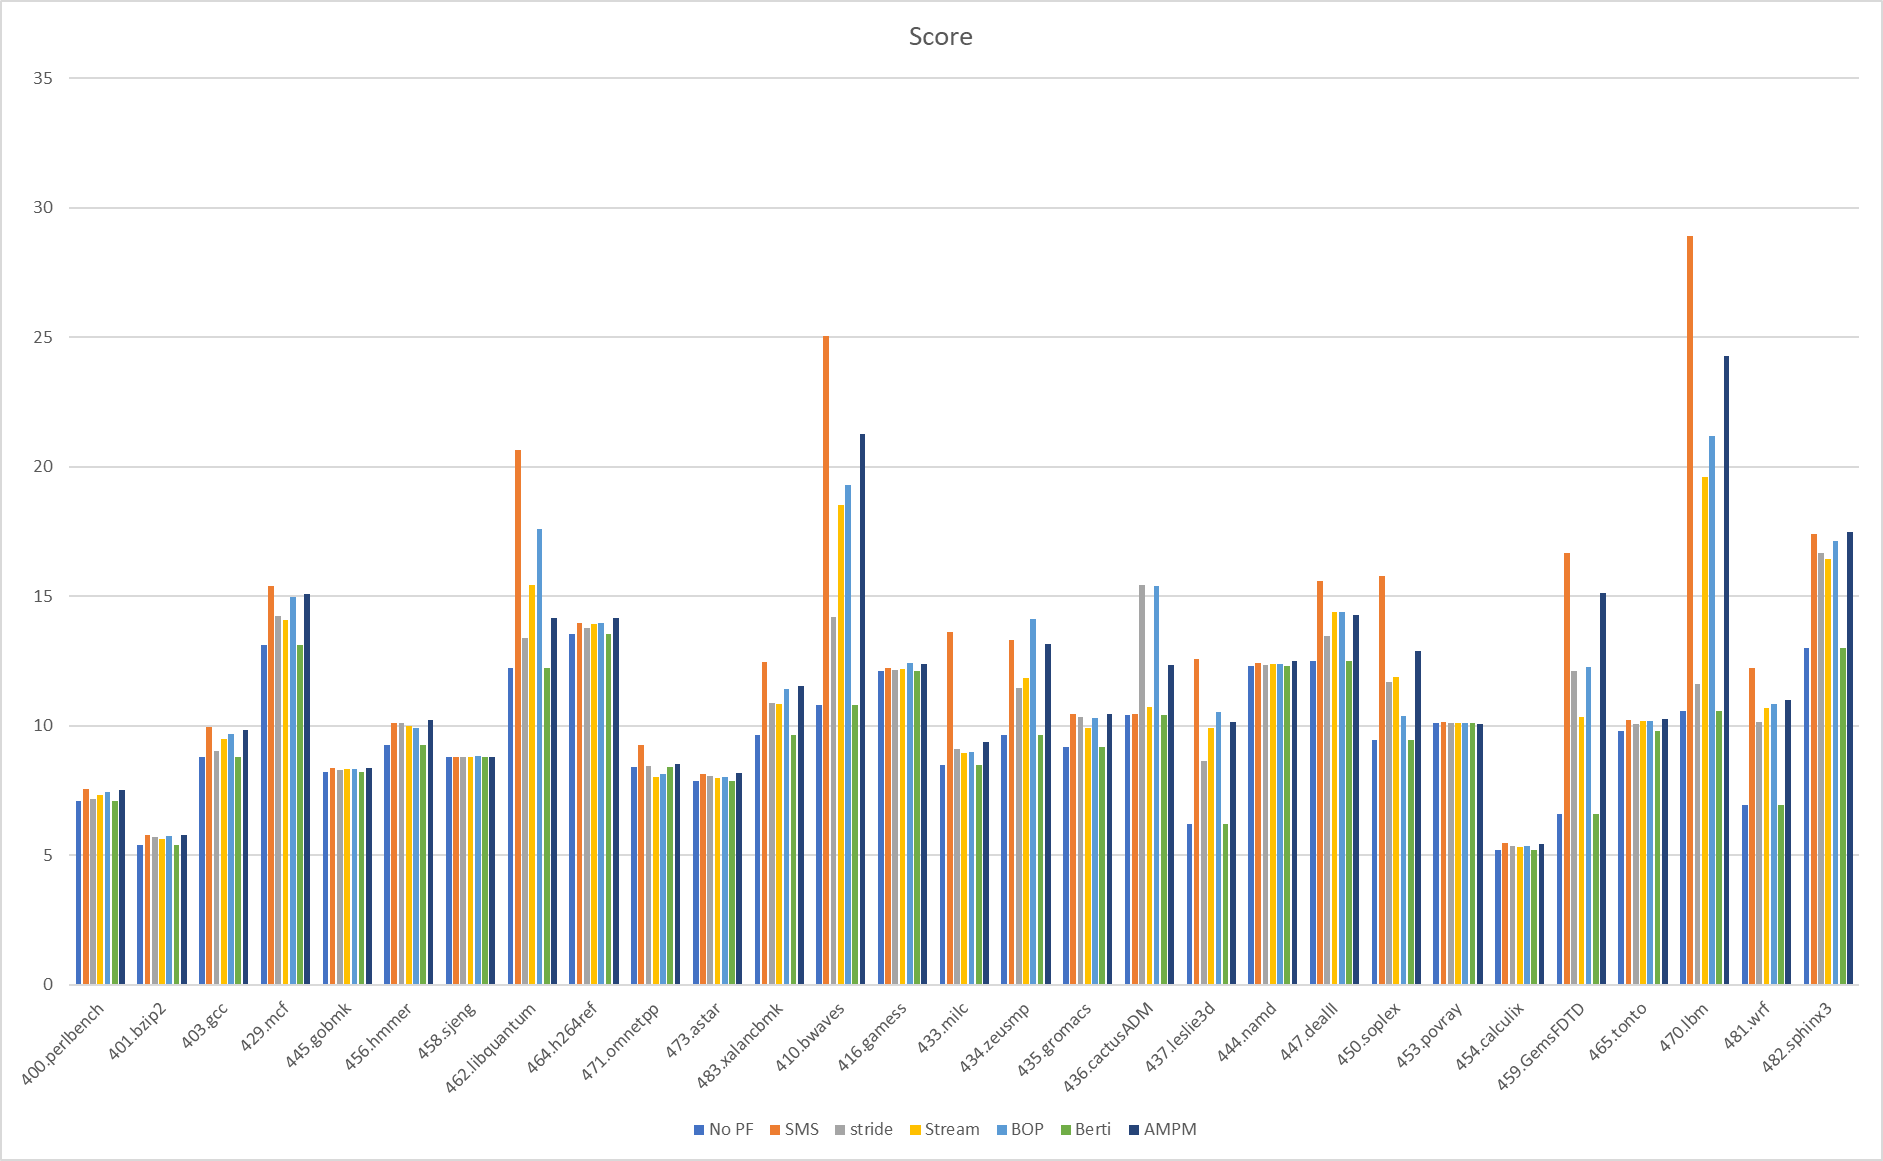 Score
35
30
25
20
15
10
5
0
400.perlbench
401.bzip2
403.gcc
429.mcf
445.gobmk
456.hmmer
458.sjeng
462.libquantum
464.h264ref
471.omnetpp
473.astar
483.xalancbmk
410.bwaves
416.gamess
433.milc
434.zeusmp
435.gromacs
436.cactusADM
437.leslie3d
444.namd
447.dealII
450.soplex
453.povray
454.calculix
459.GemsFDTD
465.tonto
470.lbm
481.wrf
482.sphinx3
No PF SMS stride Stream BOP Berti AMPM